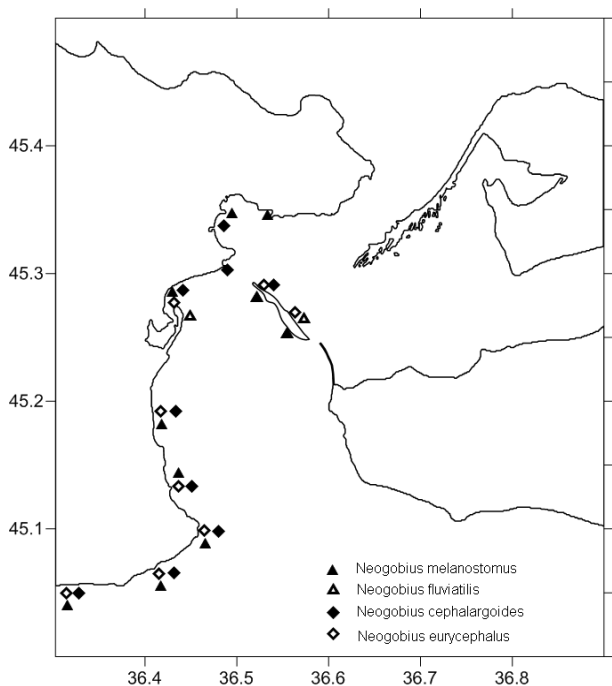 45.4
45.3
45.2
45.1
Neogobius melanostomus
Neogobius fluviatilis
Neogobius cephalargoides
Neogobius eurycephalus
36.4 36.5 36.6 36.7 36.8